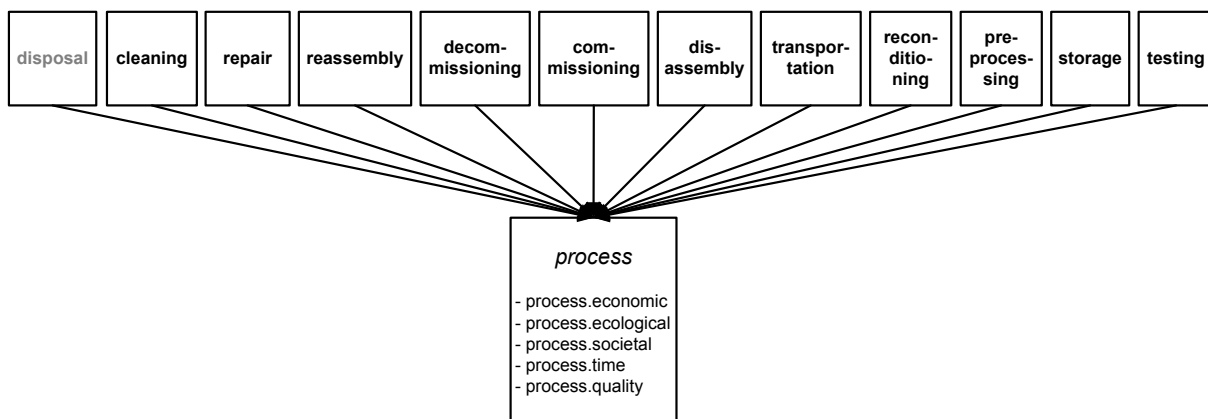 disposal
cleaning
repair
reassembly
decom-
missioning
com-
missioning
dis-
assembly
transpor-
tation
recon-
ditio-
ning
pre-
proces-
sing
storage
testing
process
- process.economic
- process.ecological
- process.societal
- process.time
- process.quality